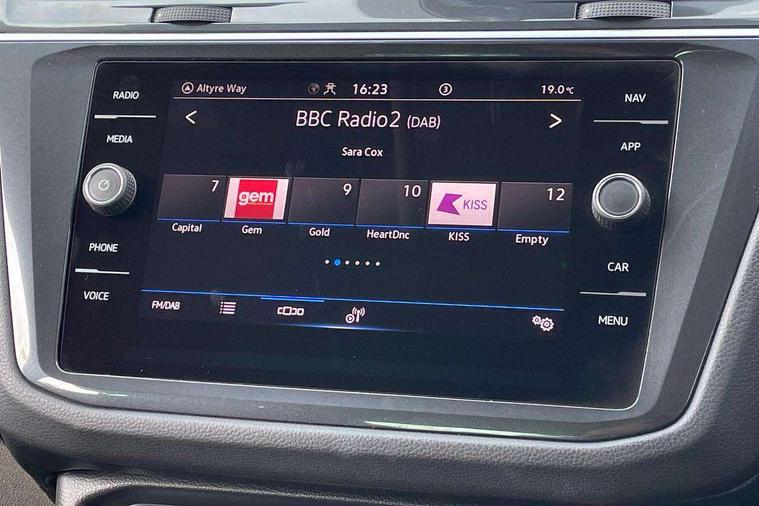 Altyre Way 16:23 3 19.0°C
RADIO
MEDIA
PHONE
VOICE
BBC Radio2 (DAB)
Sara Cox
7 gem 9 10 KISS 12
Capital Gem Gold HeartDnc KISS Empty
FM/DAB
NAV
APP
CAR
MENU